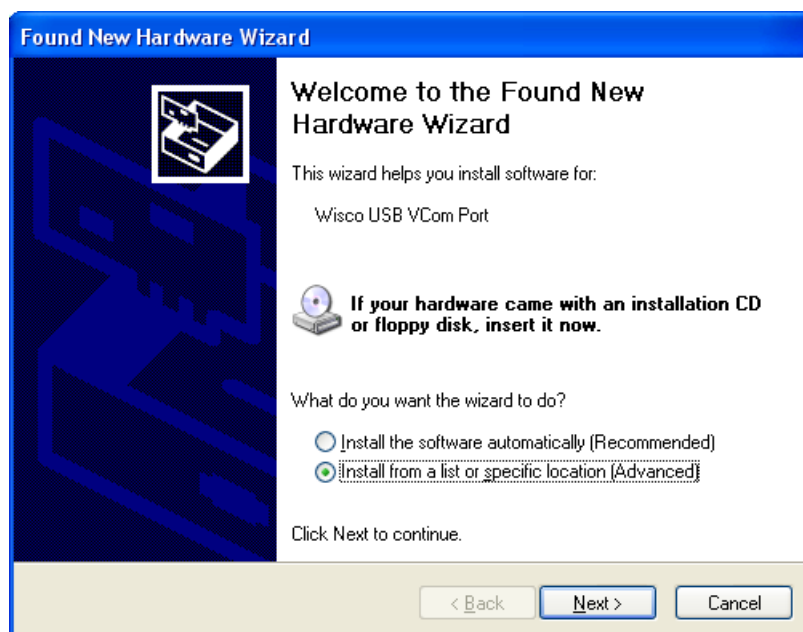 Found New Hardware Wizard
Welcome to the Found New
Hardware Wizard
This wizard helps you install software for:
Wisco USB VCom Port
If your hardware came with an installation CD
or floppy disk, insert it now.
What do you want the wizard to do?
Install the software automatically (Recommended)
Install from a list or specific location (Advanced)
Click Next to continue.
< Back Next > Cancel